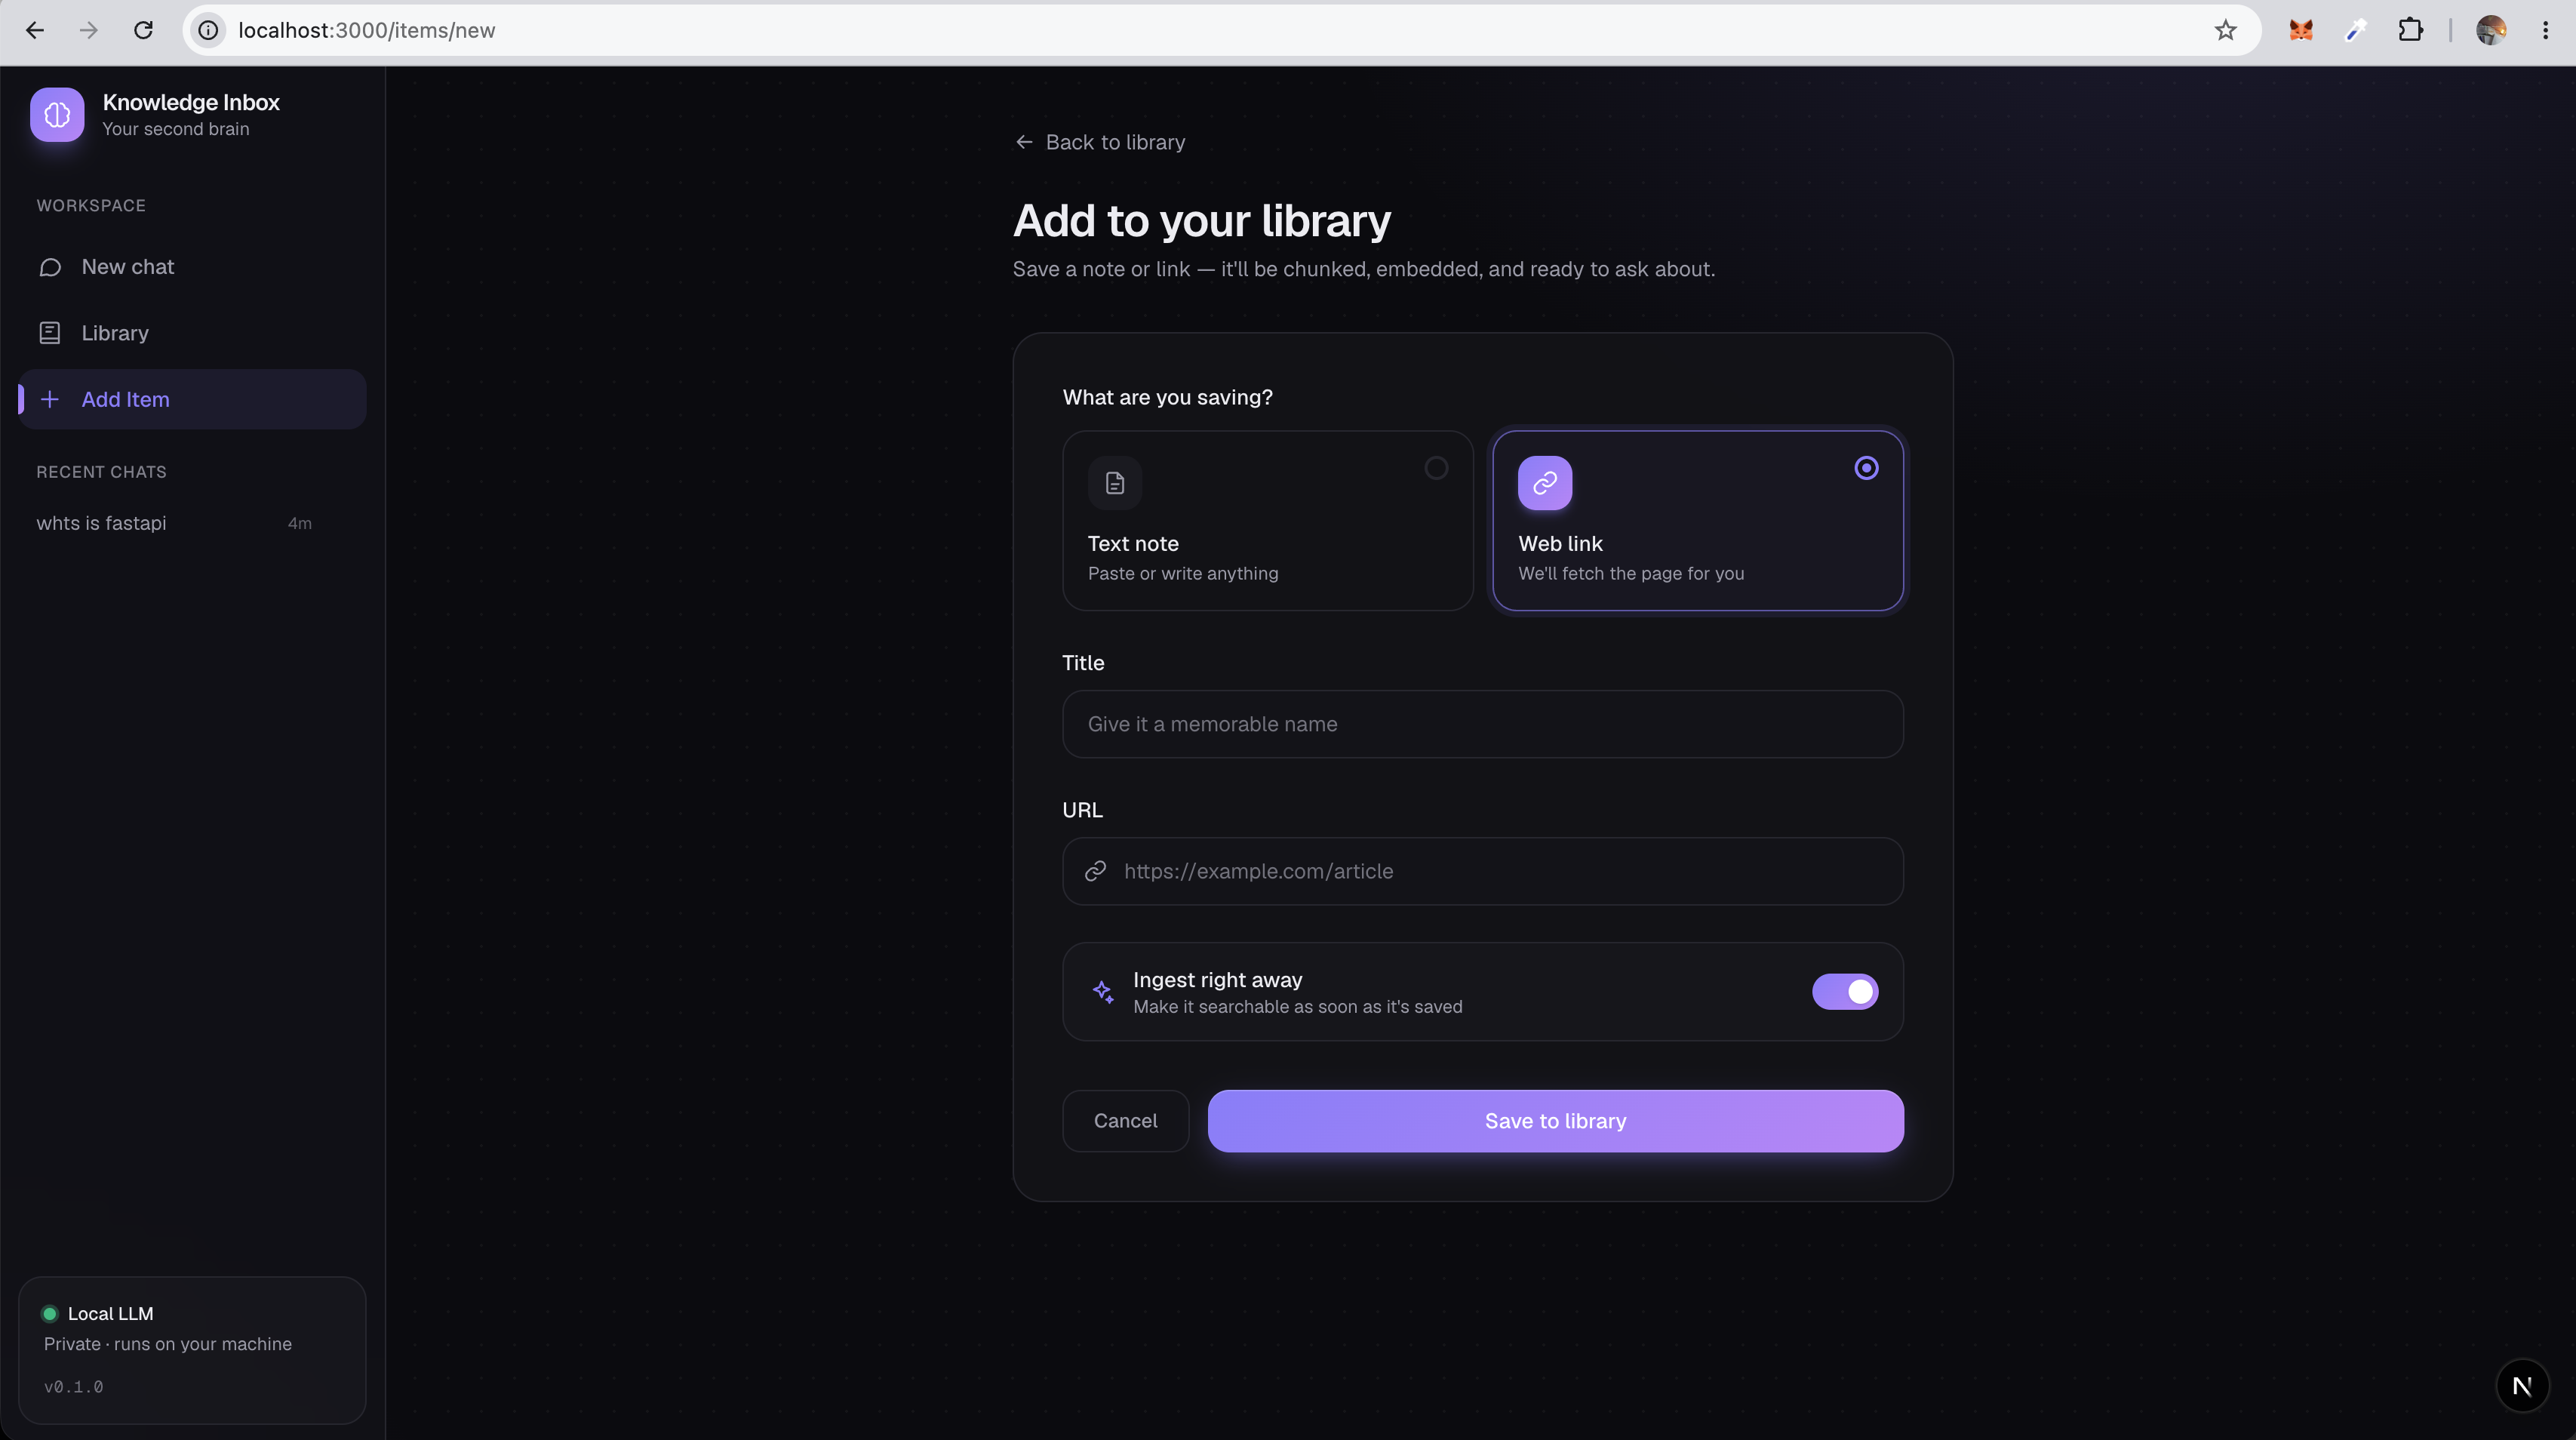 localhost:3000/items/new
Knowledge Inbox
Your second brain
WORKSPACE
New chat
Library
Add Item
RECENT CHATS
whts is fastapi 4m
Local LLM
Private · runs on your machine
v0.1.0
Back to library
Add to your library
Save a note or link — it'll be chunked, embedded, and ready to ask about.
What are you saving?
Text note
Paste or write anything
Web link
We'll fetch the page for you
Title
Give it a memorable name
URL
https://example.com/article
Ingest right away
Make it searchable as soon as it's saved
Cancel
Save to library
N